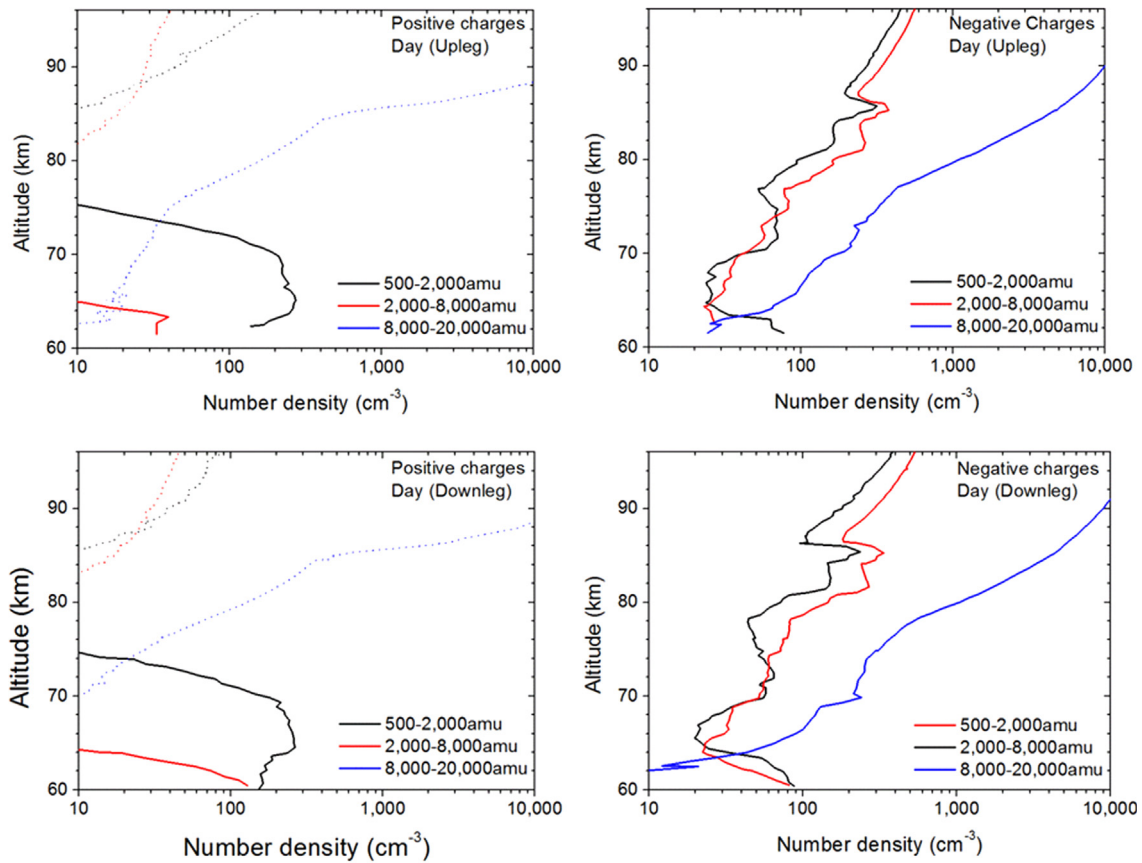 Positive charges
Day (Upleg)
90
80
70
60
Altitude (km)
500-2,000amu
2,000-8,000amu
8,000-20,000amu
10
100
1,000
10,000
Number density (cm-3)
Negative Charges
Day (Upleg)
90
80
70
60
Altitude (km)
500-2,000amu
2,000-8,000amu
8,000-20,000amu
10
100
1,000
10,000
Number density (cm-3)
Positive charges
Day (Downleg)
90
80
70
60
Altitude (km)
500-2,000amu
2,000-8,000amu
8,000-20,000amu
10
100
1,000
10,000
Number density (cm-3)
Negative Charges
Day (Downleg)
90
80
70
60
Altitude (km)
500-2,000amu
2,000-8,000amu
8,000-20,000amu
10
100
1,000
10,000
Number density (cm-3)